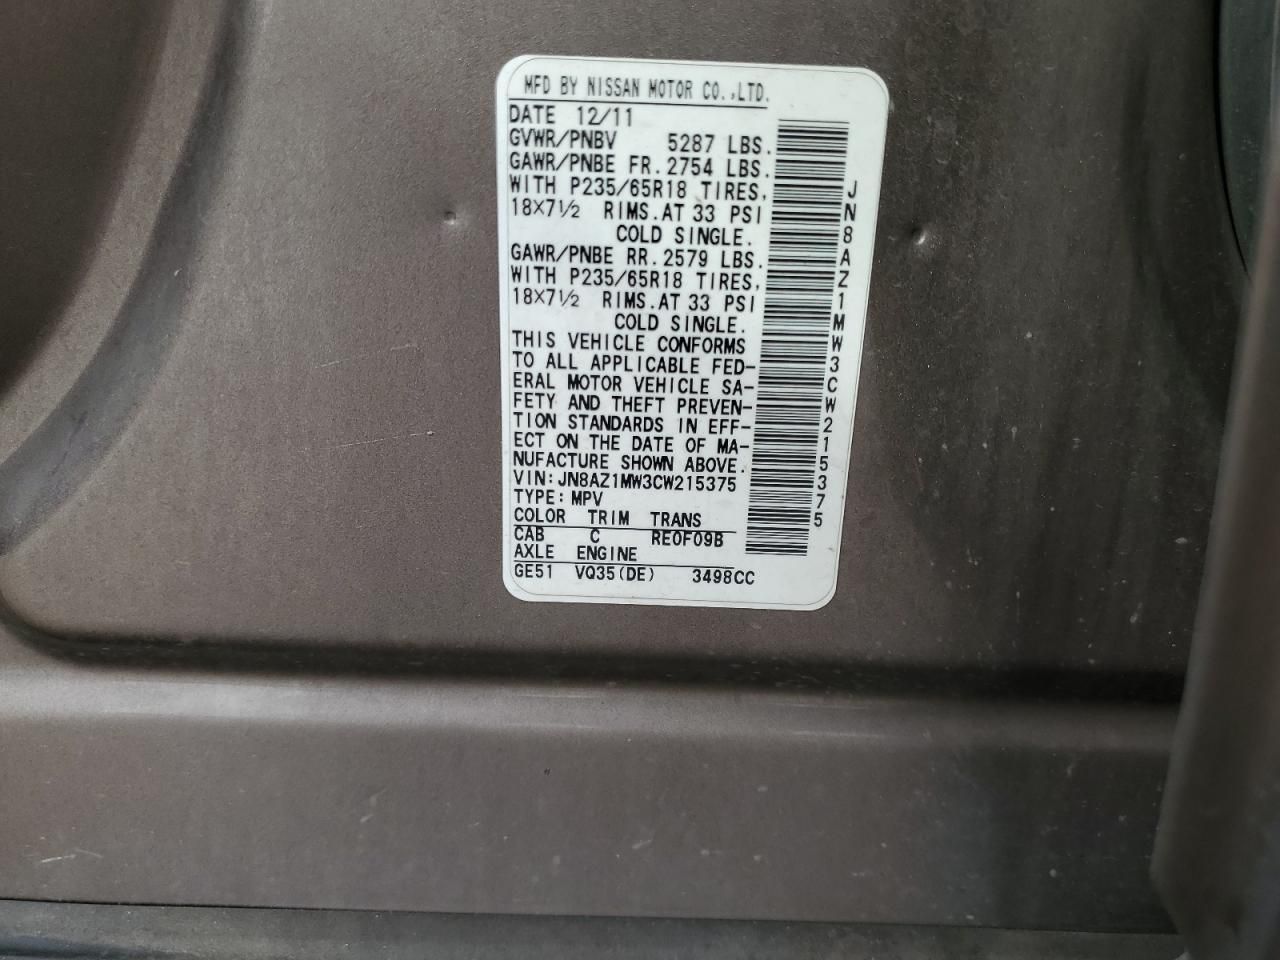 MFD BY NISSAN MOTOR CO.,LTD.
DATE 12/11
GVWR/PNBV 5287 LBS.
GAWR/PNBE FR. 2754 LBS.
WITH P235/65R18 TIRES,
18×7½ RIMS. AT 33 PSI
COLD SINGLE.
GAWR/PNBE RR. 2579 LBS.
WITH P235/65R18 TIRES,
18×7½ RIMS. AT 33 PSI
COLD SINGLE.
THIS VEHICLE CONFORMS
TO ALL APPLICABLE FED-
ERAL MOTOR VEHICLE SA-
FETY AND THEFT PREVEN-
TION STANDARDS IN EFF-
ECT ON THE DATE OF MA-
NUFACTURE SHOWN ABOVE.
VIN: JN8AZ1MW3CW215375
TYPE: MPV
COLOR TRIM TRANS
CAB C RE0F09B
AXLE ENGINE
GE51 VQ35(DE) 3498CC
JN8AZ1MW3CW215375